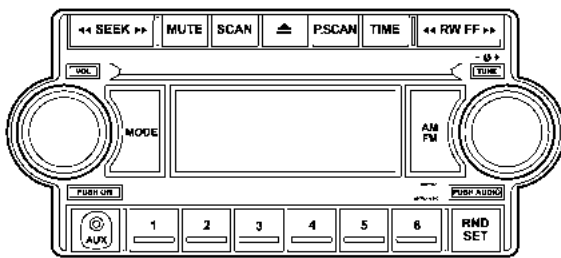 ◂◂ SEEK ▸▸ MUTE SCAN ⏏ P.SCAN TIME ◂◂ RW FF ▸▸
VOL TUNE
MODE AM
FM
PUSH ON PUSH AUDIO
AUX 1 2 3 4 5 6 RND
SET